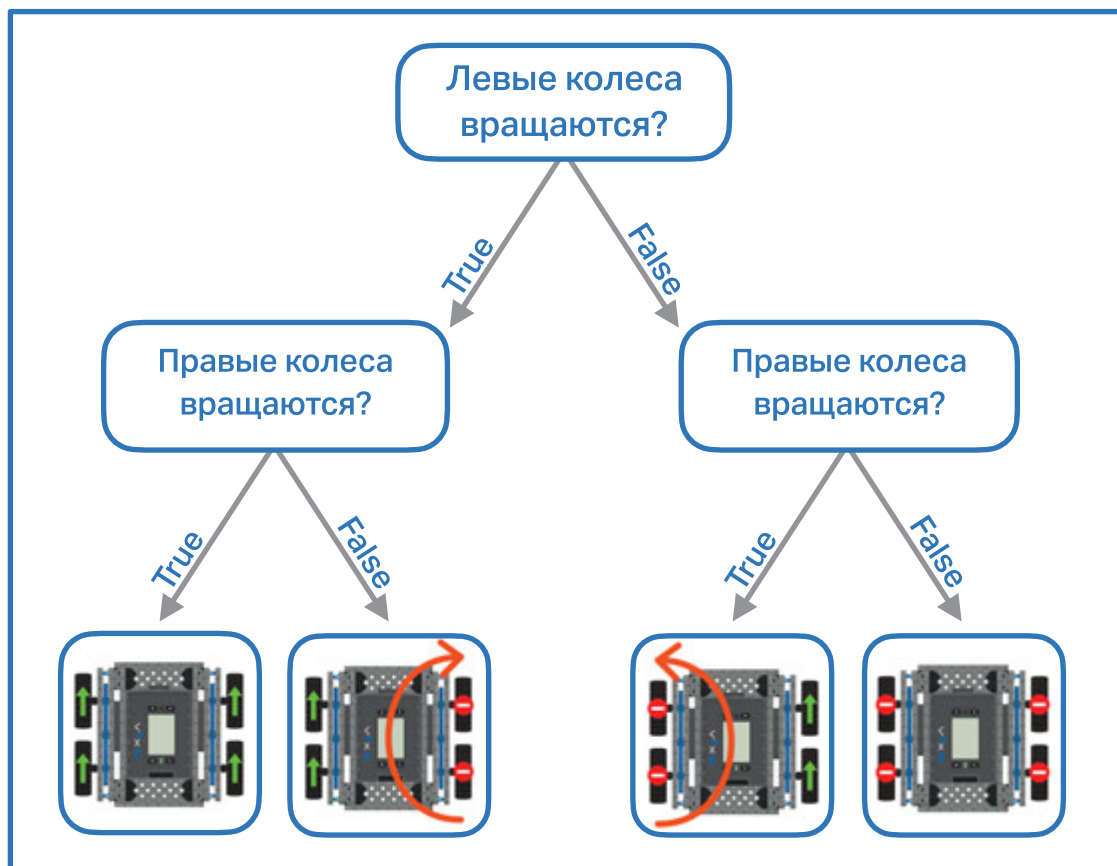 Левые колеса
вращаются?
True
False
Правые колеса
вращаются?
Правые колеса
вращаются?
True
False
True
False